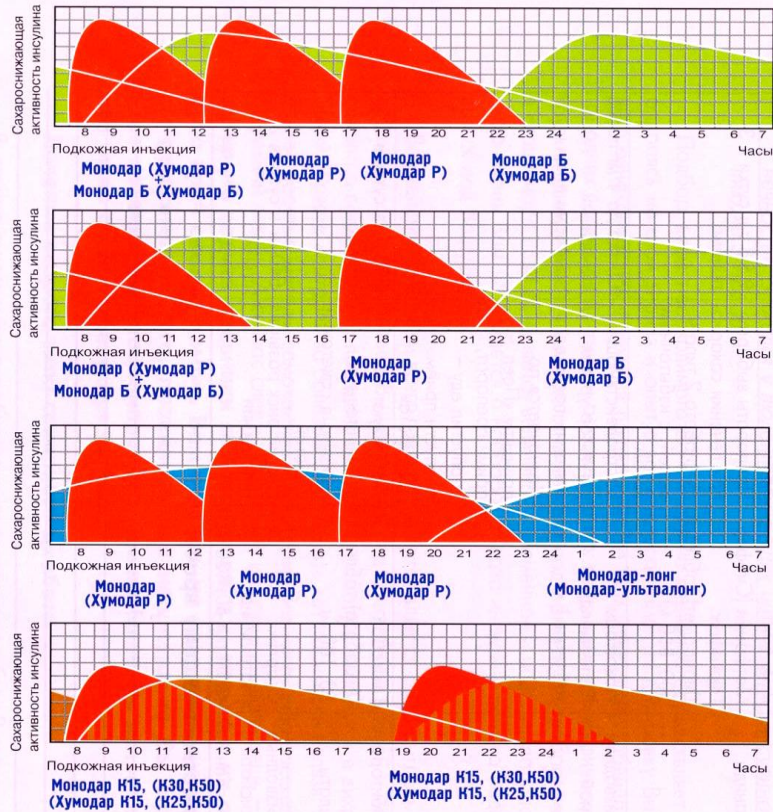 Сахароснижающая
активность инсулина
8 9 10 11 12 13 14 15 16 17 18 19 20 21 22 23 24 1 2 3 4 5 6 7
Подкожная инъекция
Часы
Монодар (Хумодар Р)
+
Монодар Б (Хумодар Б)
Монодар
(Хумодар Р)
Монодар
(Хумодар Р)
Монодар Б
(Хумодар Б)
Сахароснижающая
активность инсулина
8 9 10 11 12 13 14 15 16 17 18 19 20 21 22 23 24 1 2 3 4 5 6 7
Подкожная инъекция
Часы
Монодар (Хумодар Р)
+
Монодар Б (Хумодар Б)
Монодар
(Хумодар Р)
Монодар Б
(Хумодар Б)
Сахароснижающая
активность инсулина
8 9 10 11 12 13 14 15 16 17 18 19 20 21 22 23 24 1 2 3 4 5 6 7
Подкожная инъекция
Часы
Монодар
(Хумодар Р)
Монодар
(Хумодар Р)
Монодар
(Хумодар Р)
Монодар-лонг
(Монодар-ультралонг)
Сахароснижающая
активность инсулина
8 9 10 11 12 13 14 15 16 17 18 19 20 21 22 23 24 1 2 3 4 5 6 7
Подкожная инъекция
Часы
Монодар К15, (К30,К50)
(Хумодар К15, (К25,К50)
Монодар К15, (К30,К50)
(Хумодар К15, (К25,К50)